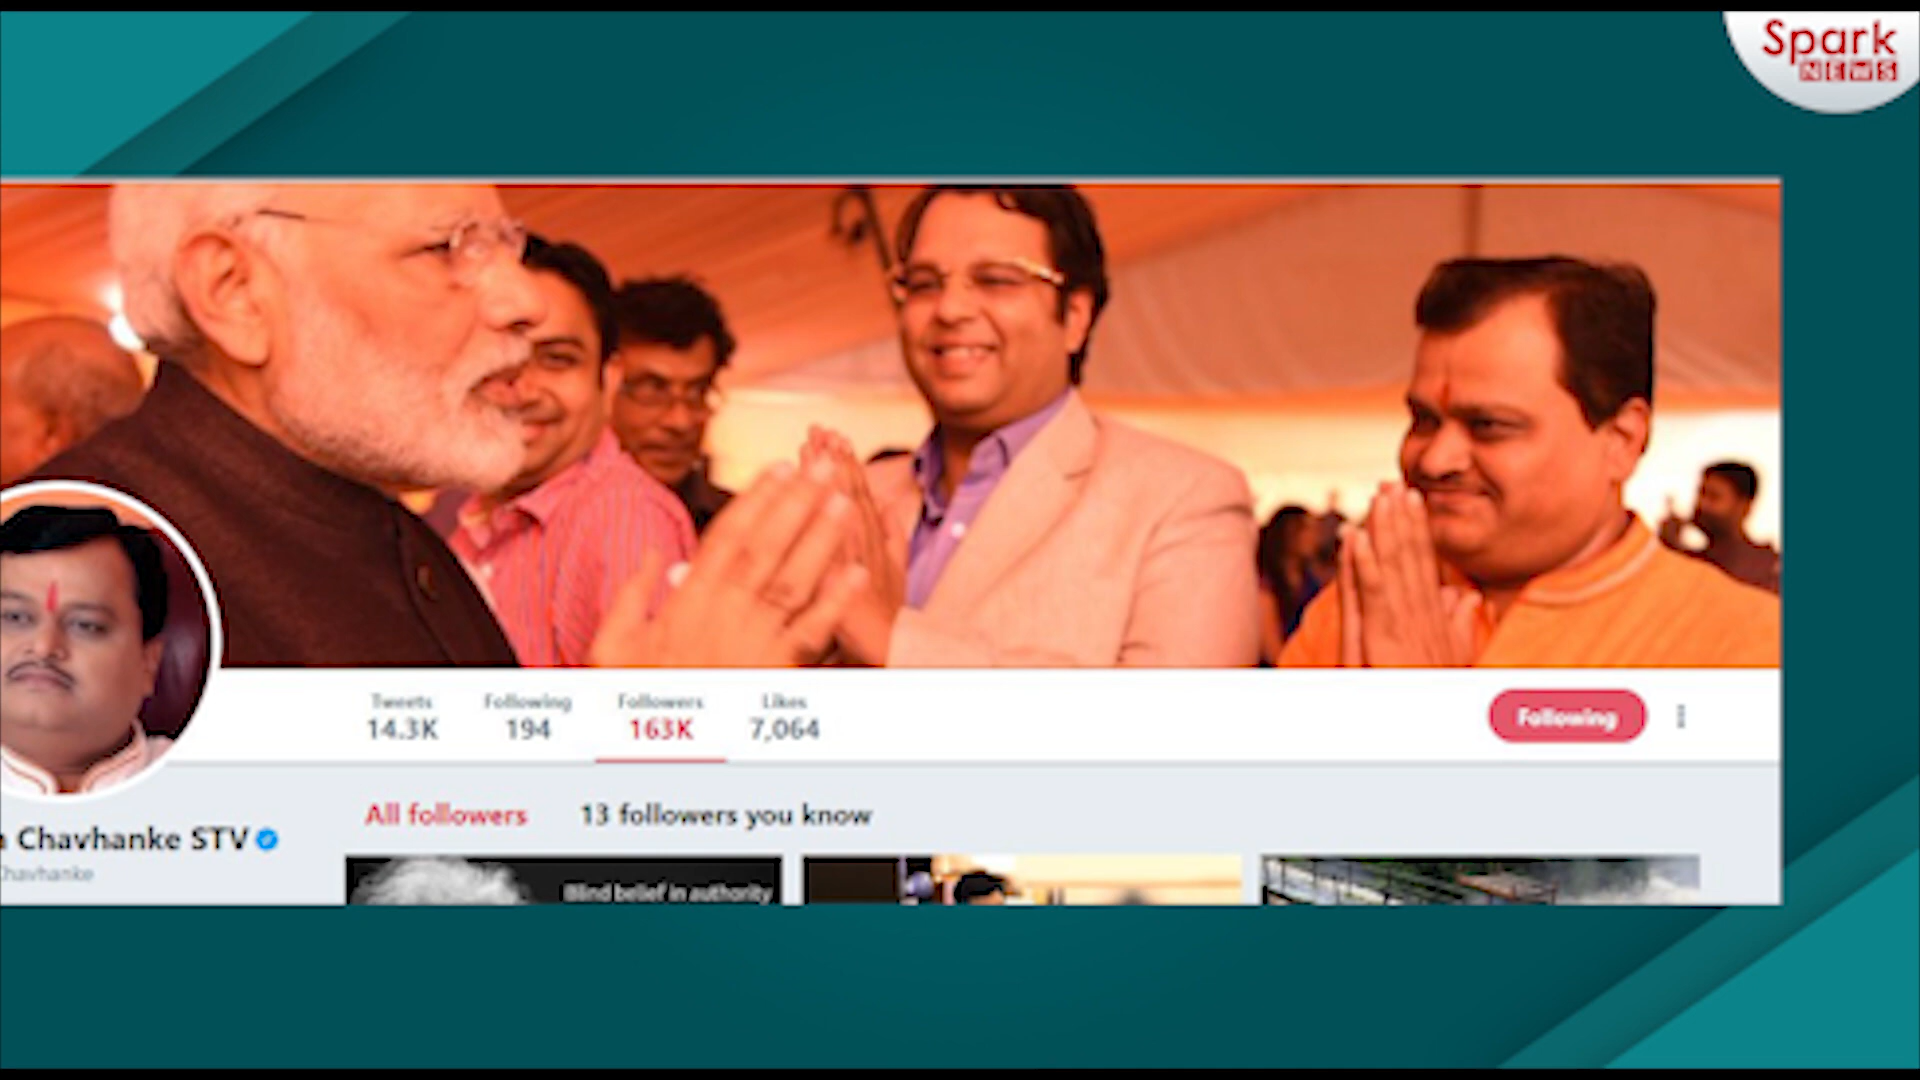 Spark
NEWS
Tweets Following Followers Likes
14.3K 194 163K 7,064
Following
All followers 13 followers you know
Chavhanke STV
Chavhanke
Blind belief in authority